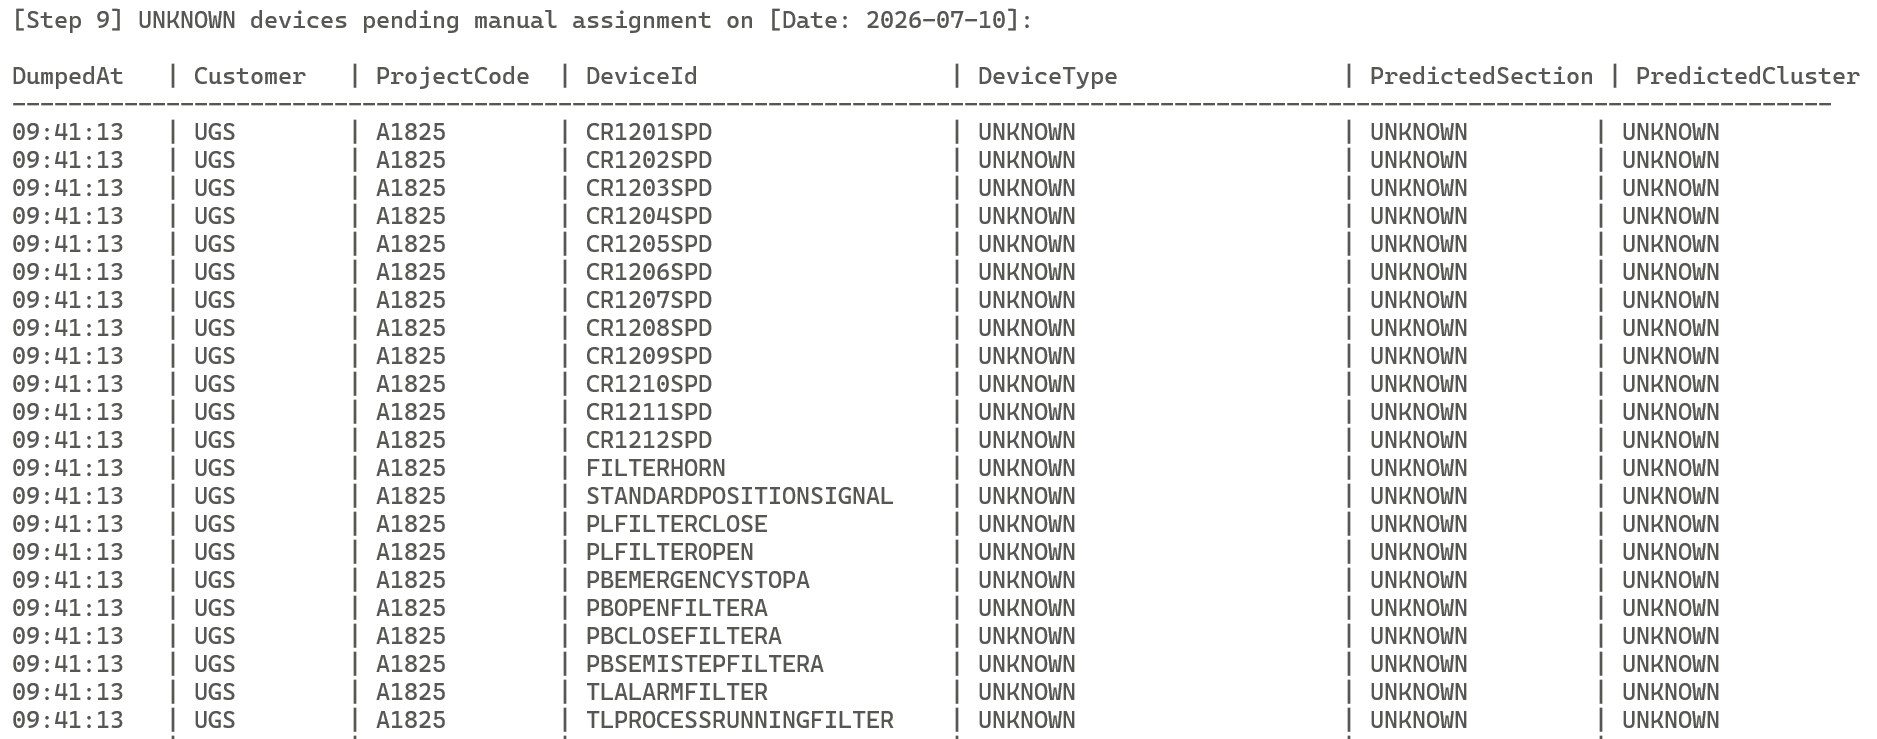 [Step 9] UNKNOWN devices pending manual assignment on [Date: 2026-07-10]:
DumpedAt | Customer | ProjectCode | DeviceId | DeviceType | PredictedSection | PredictedCluster
--------------------------------------------------------------------------------------------------------------------------------------
09:41:13 | UGS | A1825 | CR1201SPD | UNKNOWN | UNKNOWN | UNKNOWN
09:41:13 | UGS | A1825 | CR1202SPD | UNKNOWN | UNKNOWN | UNKNOWN
09:41:13 | UGS | A1825 | CR1203SPD | UNKNOWN | UNKNOWN | UNKNOWN
09:41:13 | UGS | A1825 | CR1204SPD | UNKNOWN | UNKNOWN | UNKNOWN
09:41:13 | UGS | A1825 | CR1205SPD | UNKNOWN | UNKNOWN | UNKNOWN
09:41:13 | UGS | A1825 | CR1206SPD | UNKNOWN | UNKNOWN | UNKNOWN
09:41:13 | UGS | A1825 | CR1207SPD | UNKNOWN | UNKNOWN | UNKNOWN
09:41:13 | UGS | A1825 | CR1208SPD | UNKNOWN | UNKNOWN | UNKNOWN
09:41:13 | UGS | A1825 | CR1209SPD | UNKNOWN | UNKNOWN | UNKNOWN
09:41:13 | UGS | A1825 | CR1210SPD | UNKNOWN | UNKNOWN | UNKNOWN
09:41:13 | UGS | A1825 | CR1211SPD | UNKNOWN | UNKNOWN | UNKNOWN
09:41:13 | UGS | A1825 | CR1212SPD | UNKNOWN | UNKNOWN | UNKNOWN
09:41:13 | UGS | A1825 | FILTERHORN | UNKNOWN | UNKNOWN | UNKNOWN
09:41:13 | UGS | A1825 | STANDARDPOSITIONSIGNAL | UNKNOWN | UNKNOWN | UNKNOWN
09:41:13 | UGS | A1825 | PLFILTERCLOSE | UNKNOWN | UNKNOWN | UNKNOWN
09:41:13 | UGS | A1825 | PLFILTEROPEN | UNKNOWN | UNKNOWN | UNKNOWN
09:41:13 | UGS | A1825 | PBEMERGENCYSTOPA | UNKNOWN | UNKNOWN | UNKNOWN
09:41:13 | UGS | A1825 | PBOPENFILTERA | UNKNOWN | UNKNOWN | UNKNOWN
09:41:13 | UGS | A1825 | PBCLOSEFILTERA | UNKNOWN | UNKNOWN | UNKNOWN
09:41:13 | UGS | A1825 | PBSEMISTEPFILTERA | UNKNOWN | UNKNOWN | UNKNOWN
09:41:13 | UGS | A1825 | TLALARMFILTER | UNKNOWN | UNKNOWN | UNKNOWN
09:41:13 | UGS | A1825 | TLPROCESSRUNNINGFILTER | UNKNOWN | UNKNOWN | UNKNOWN